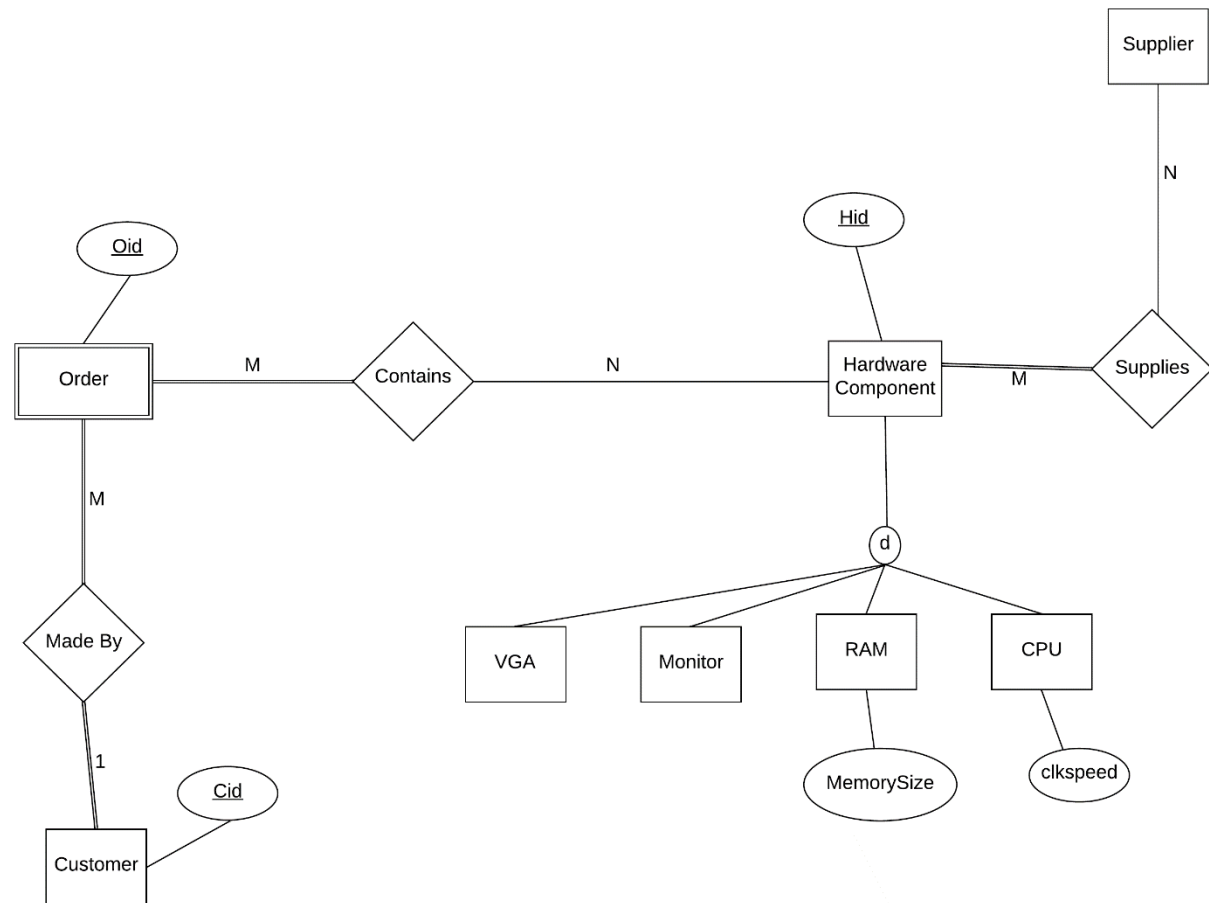 Supplier
N
Oid
Hid
Order
M
Contains
N
Hardware
Component
M
Supplies
M
d
Made By
VGA
Monitor
RAM
CPU
1
MemorySize
clkspeed
Cid
Customer